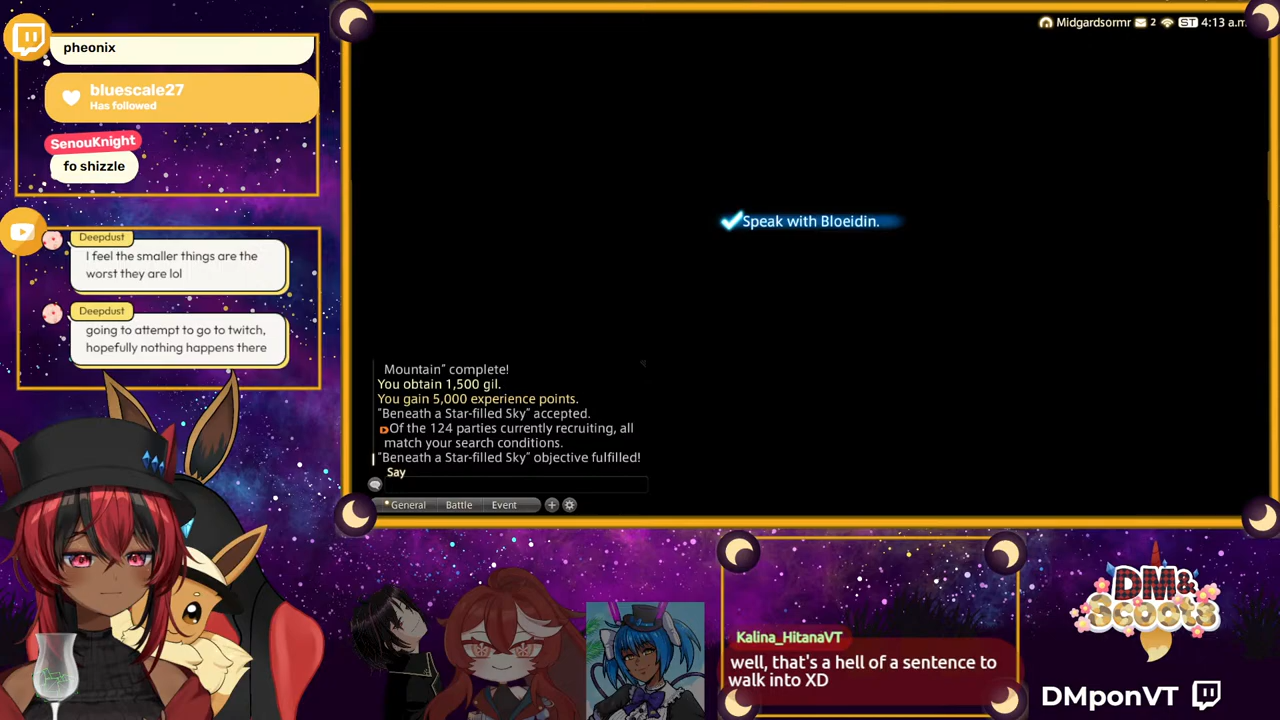 pheonix
bluescale27
Has followed
SenouKnight
fo shizzle
Deepdust
I feel the smaller things are the
worst they are lol
Deepdust
going to attempt to go to twitch,
hopefully nothing happens there
Midgardsormr 2 ST 4:13 a.m.
Speak with Bloeidin.
Mountain" complete!
You obtain 1,500 gil.
You gain 5,000 experience points.
"Beneath a Star-filled Sky" accepted.
Of the 124 parties currently recruiting, all
match your search conditions.
"Beneath a Star-filled Sky" objective fulfilled!
Say
General Battle Event
Kalina_HitanaVT
well, that's a hell of a sentence to
walk into XD
DM&
Scoots
DMponVT